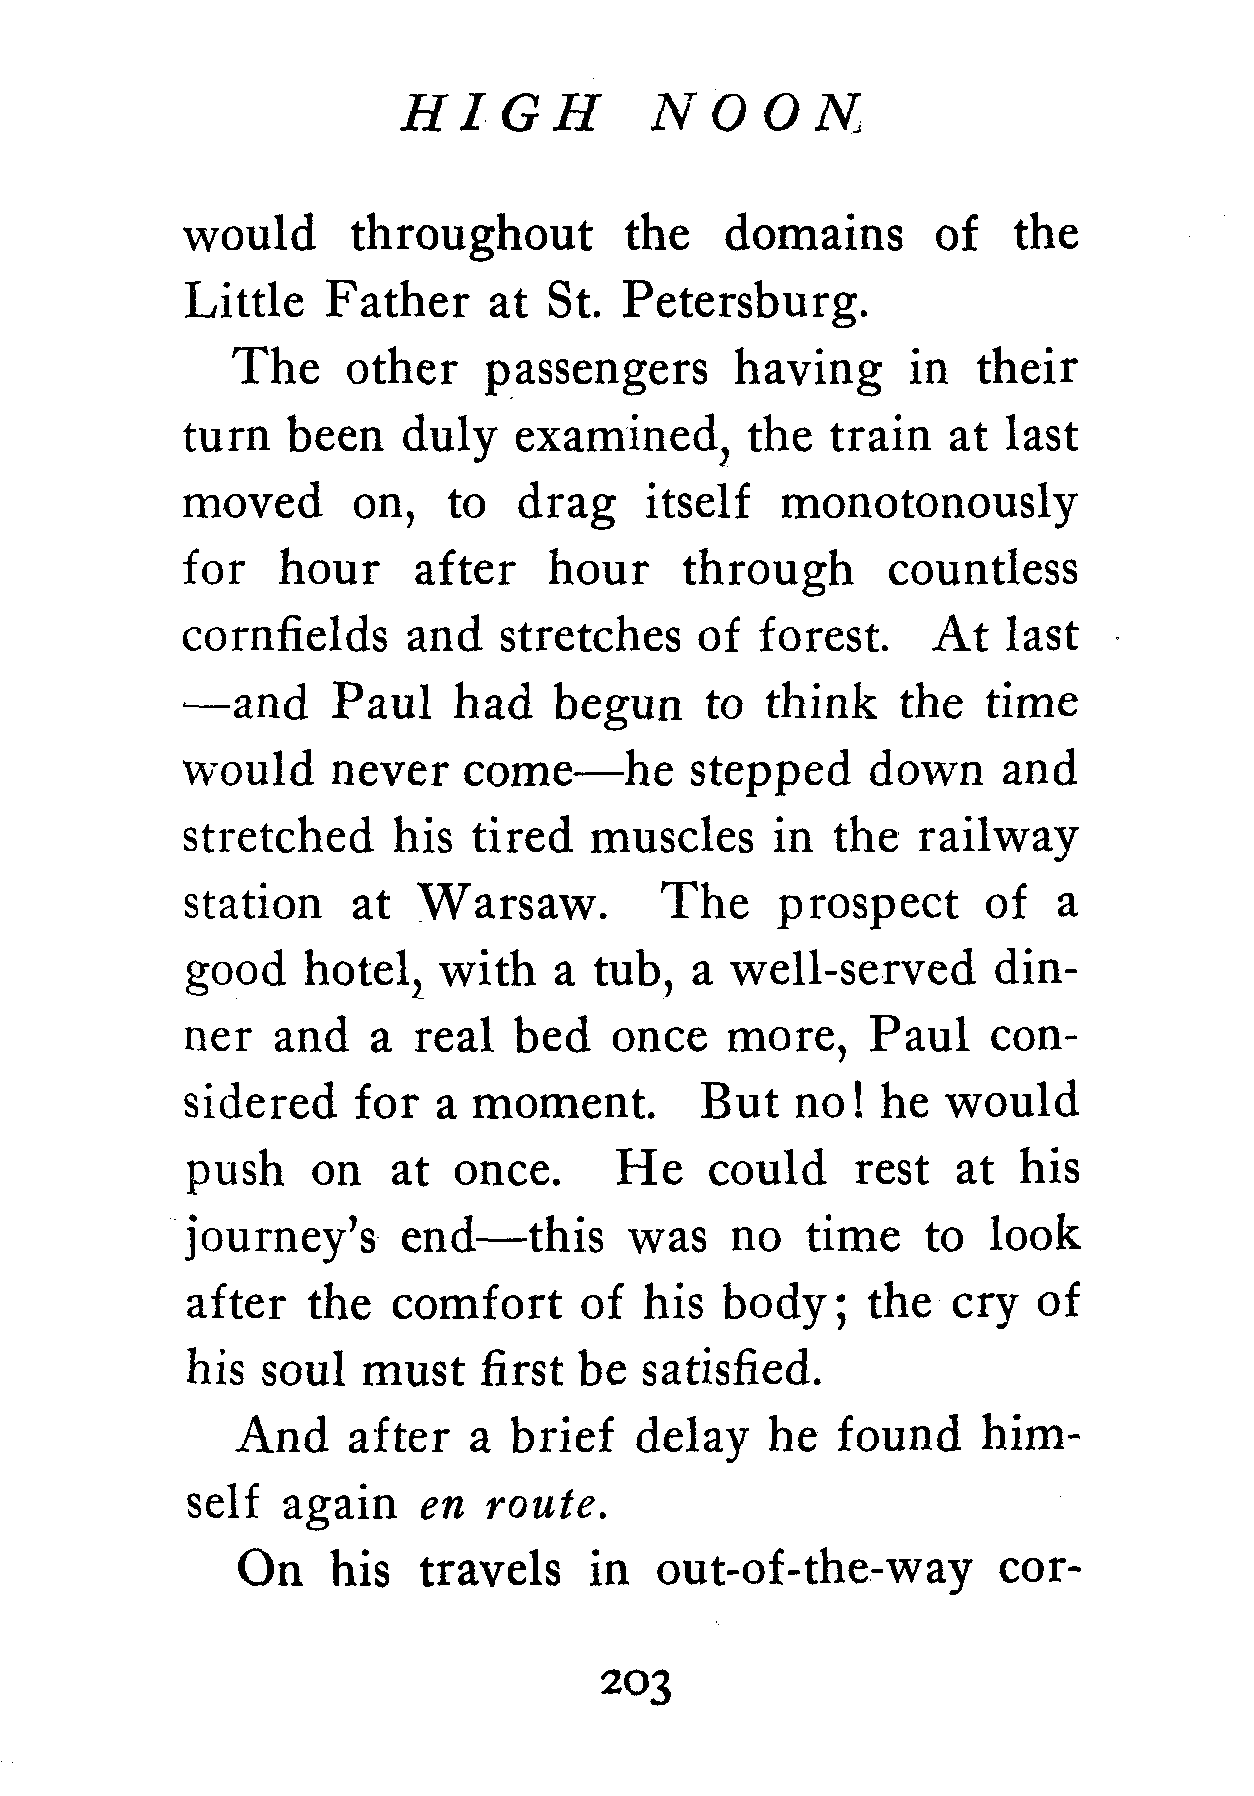 HIGH NOON
would throughout the domains of the
Little Father at St. Petersburg.
The other passengers having in their
turn been duly examined, the train at last
moved on, to drag itself monotonously
for hour after hour through countless
cornfields and stretches of forest. At last
—and Paul had begun to think the time
would never come—he stepped down and
stretched his tired muscles in the railway
station at Warsaw. The prospect of a
good hotel, with a tub, a well-served din-
ner and a real bed once more, Paul con-
sidered for a moment. But no! he would
push on at once. He could rest at his
journey's end—this was no time to look
after the comfort of his body; the cry of
his soul must first be satisfied.
And after a brief delay he found him-
self again en route.
On his travels in out-of-the-way cor-
203